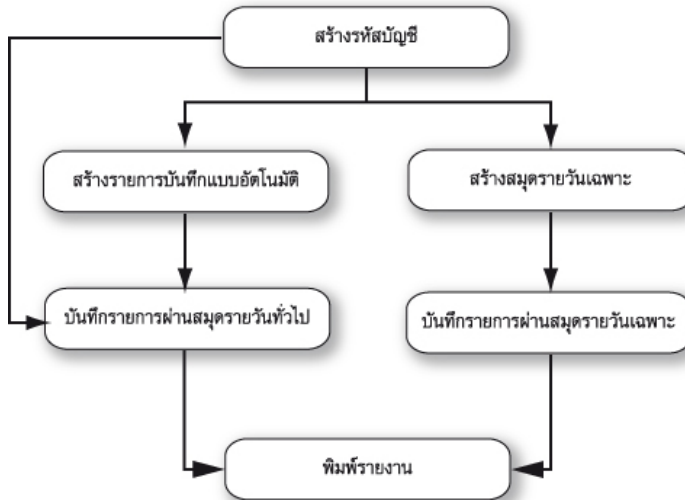 สร้างรหัสบัญชี
สร้างรายการบันทึกแบบอัตโนมัติ
สร้างสมุดรายวันเฉพาะ
บันทึกรายการผ่านสมุดรายวันทั่วไป
บันทึกรายการผ่านสมุดรายวันเฉพาะ
พิมพ์รายงาน